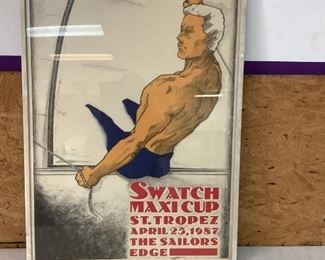 SWATCH
MAXI CUP
ST. TROPEZ
APRIL 25, 1987
THE SAILORS
EDGE